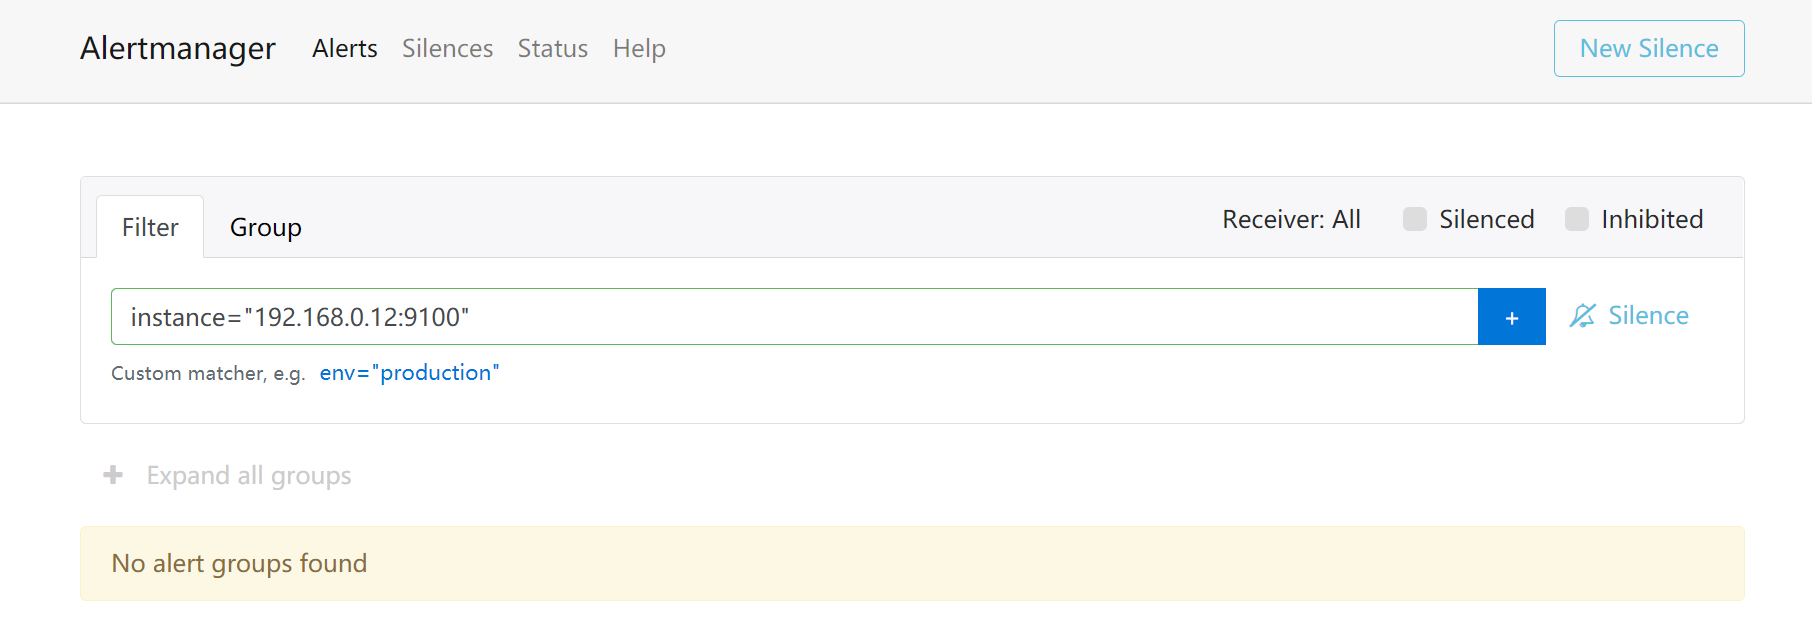 Alertmanager Alerts Silences Status Help New Silence
Filter Group Receiver: All Silenced Inhibited
instance="192.168.0.12:9100" + Silence
Custom matcher, e.g. env="production"
Expand all groups
No alert groups found